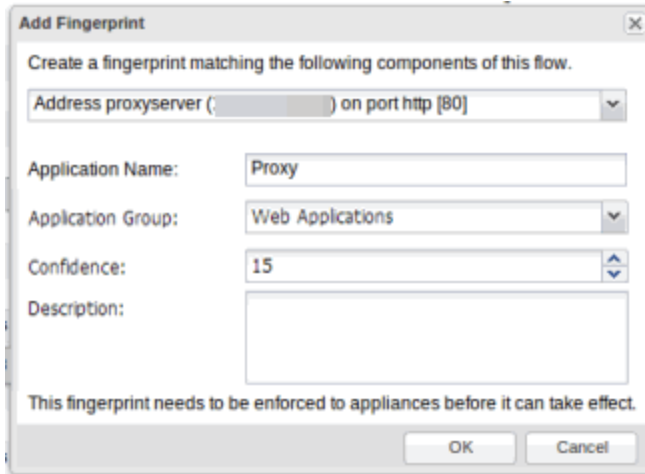 Add Fingerprint
Create a fingerprint matching the following components of this flow.
Address proxyserver ( ) on port http [80]
Application Name: Proxy
Application Group: Web Applications
Confidence: 15
Description:
This fingerprint needs to be enforced to appliances before it can take effect.
OK Cancel